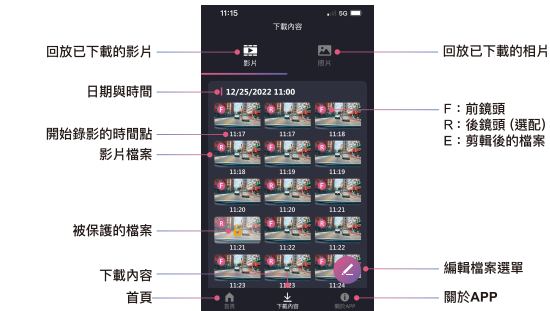 11:15
5G
下載內容
回放已下載的影片
回放已下載的相片
影片
照片
日期與時間
12/25/2022 11:00
F：前鏡頭
R：後鏡頭（選配）
E：剪輯後的檔案
F
R
F
開始錄影的時間點
11:17
11:17
11:18
影片檔案
R
F
R
11:18
11:19
11:19
F
R
F
11:20
11:20
11:21
被保護的檔案
R
F
R
11:21
11:22
11:22
編輯檔案選單
下載內容
F
R
F
11:23
11:23
11:24
首頁
首頁
下載內容
關於APP
關於APP